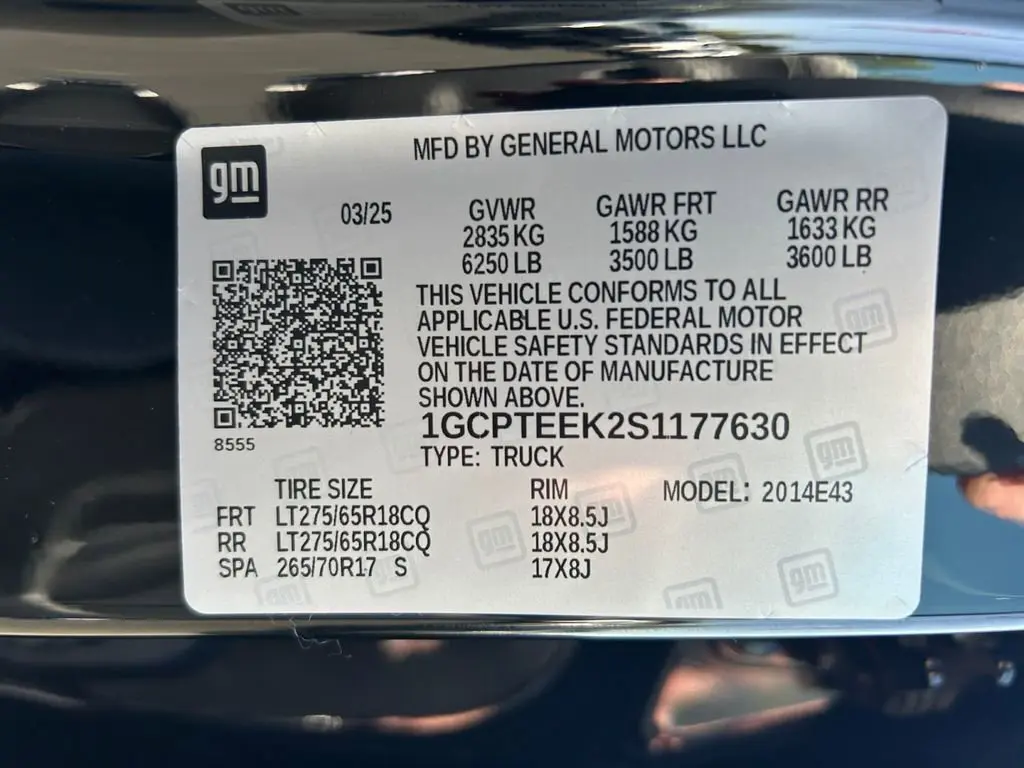 MFD BY GENERAL MOTORS LLC
gm
03/25 GVWR GAWR FRT GAWR RR
2835 KG 1588 KG 1633 KG
6250 LB 3500 LB 3600 LB
THIS VEHICLE CONFORMS TO ALL
APPLICABLE U.S. FEDERAL MOTOR
VEHICLE SAFETY STANDARDS IN EFFECT
ON THE DATE OF MANUFACTURE
SHOWN ABOVE.
1GCPTEEK2S1177630
8555
TYPE: TRUCK
TIRE SIZE RIM MODEL: 2014E43
FRT LT275/65R18CQ 18X8.5J
RR LT275/65R18CQ 18X8.5J
SPA 265/70R17 S 17X8J